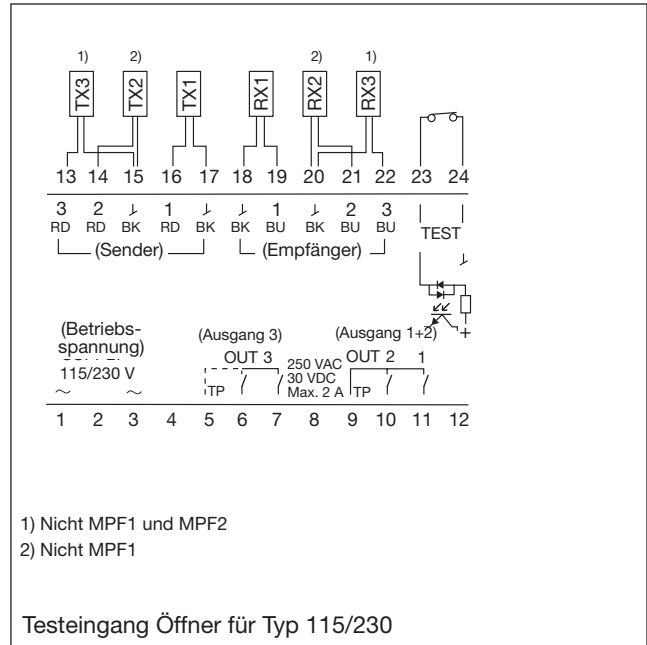 1) 2) 2) 1)
TX3 TX2 TX1 RX1 RX2 RX3
13 14 15 16 17 18 19 20 21 22 23 24
3 2 ⏊ 1 ⏊ ⏊ 1 ⏊ 2 3
RD RD BK RD BK BK BU BK BU BU
TEST
(Sender) (Empfänger)
⏊
+
(Betriebs-
spannung)
115/230 V
~ ~
(Ausgang 3) (Ausgang 1+2)
OUT 3 OUT 2 1
250 VAC
30 VDC
TP Max. 2 A TP
1 2 3 4 5 6 7 8 9 10 11 12
1) Nicht MPF1 und MPF2
2) Nicht MPF1
Testeingang Öffner für Typ 115/230